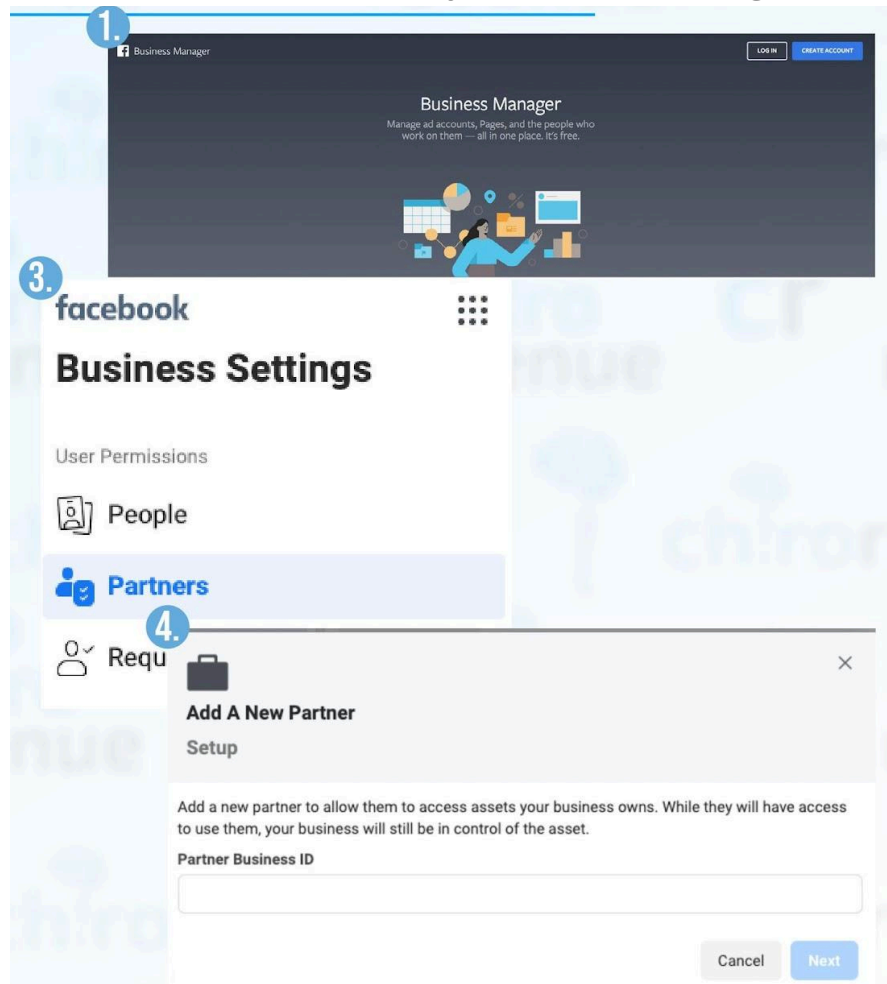 1.
Business Manager
LOG IN
CREATE ACCOUNT
Business Manager
Manage ad accounts, Pages, and the people who
work on them — all in one place. It's free.
3.
facebook
Business Settings
User Permissions
People
Partners
4.
Requ
Add A New Partner
Setup
Add a new partner to allow them to access assets your business owns. While they will have access
to use them, your business will still be in control of the asset.
Partner Business ID
Cancel
Next